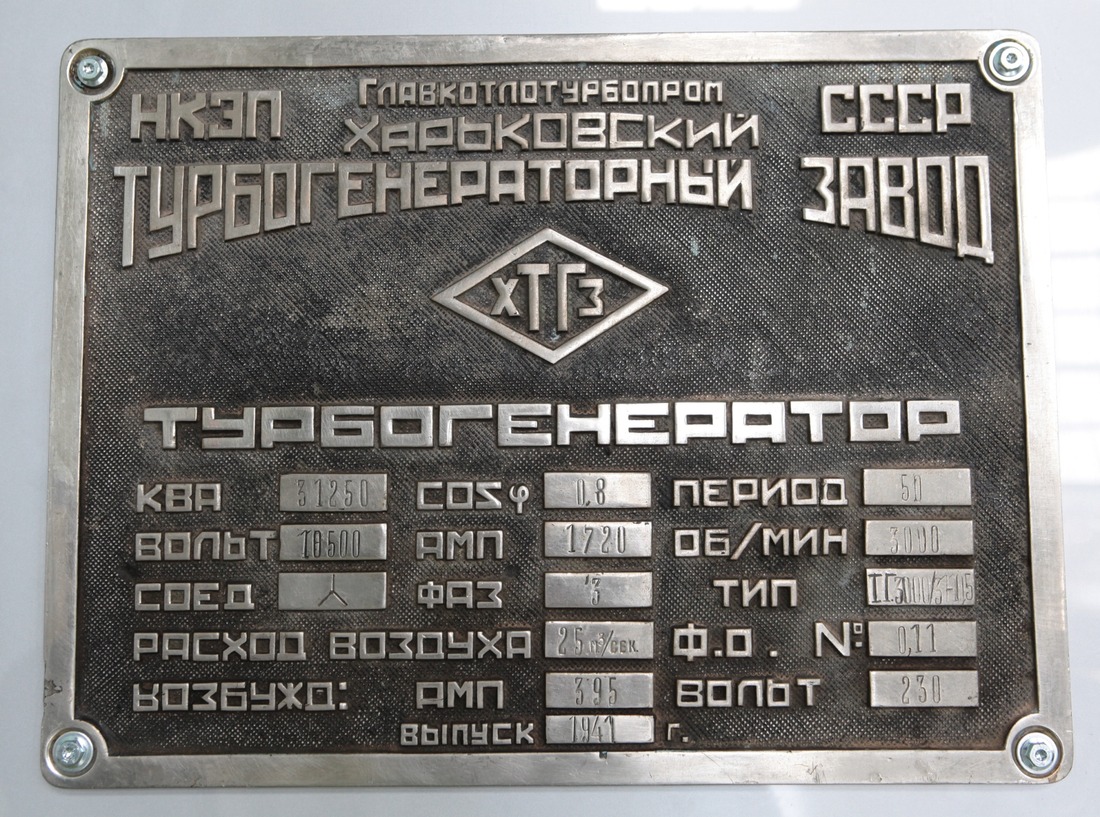 Главкотлотурбопром
НКЭП ХАРЬКОВСКИЙ СССР
ТУРБОГЕНЕРАТОРНЫЙ ЗАВОД
ХТГЗ
ТУРБОГЕНЕРАТОР
КВА 31250 COSφ 0,8 ПЕРИОД 50
ВОЛЬТ 10500 АМП 1720 ОБ/МИН 3000
СОЕД ФАЗ 3 ТИП
РАСХОД ВОЗДУХА 25 м³/СЕК. Ф.О. №: 0,11
ВОЗБУЖД: АМП 395 ВОЛЬТ 230
ВЫПУСК 1941 г.